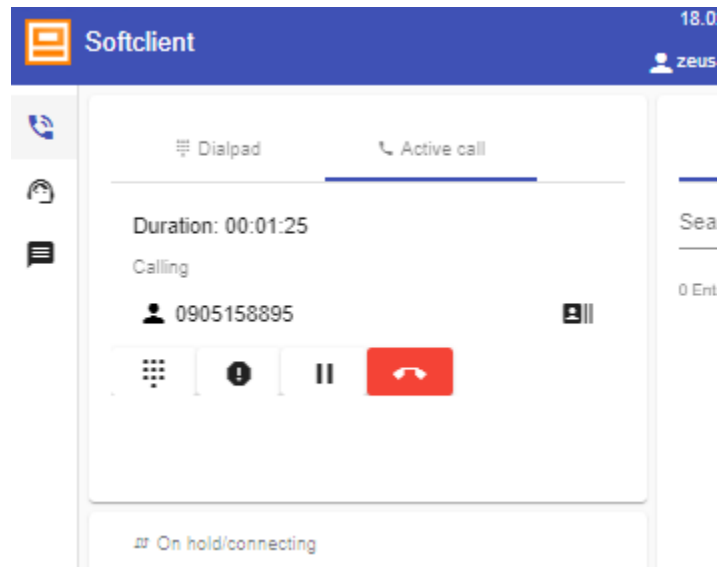 18.0
Softclient
zeus
Dialpad
Active call
Duration: 00:01:25
Calling
0905158895
Sea
0 Ent
On hold/connecting